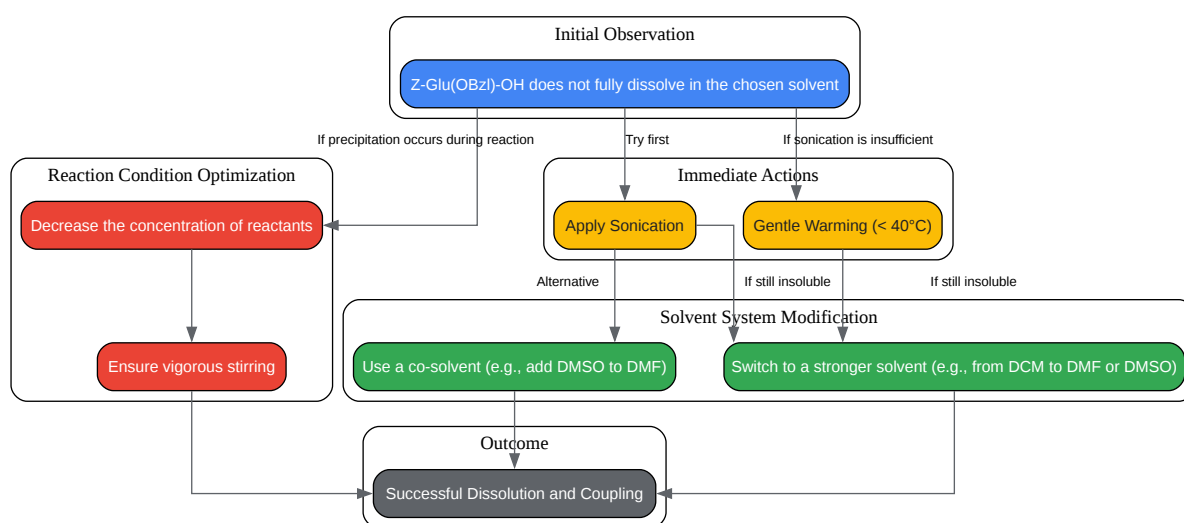 Initial Observation
Z-Glu(OBzl)-OH does not fully dissolve in the chosen solvent
If precipitation occurs during reaction
Try first
If sonication is insufficient
Reaction Condition Optimization
Immediate Actions
Decrease the concentration of reactants
Apply Sonication
Gentle Warming (< 40°C)
Alternative
If still insoluble
If still insoluble
Solvent System Modification
Ensure vigorous stirring
Use a co-solvent (e.g., add DMSO to DMF)
Switch to a stronger solvent (e.g., from DCM to DMF or DMSO)
Outcome
Successful Dissolution and Coupling